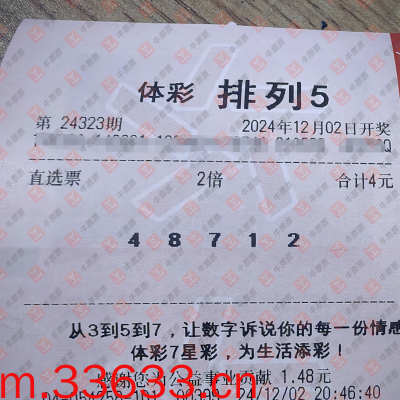 体彩 排列5
第 24323期 2024年12月02日开奖
直选票 2倍 合计4元
4 8 7 1 2
从3到5到7，让数字诉说你的每一份情感
体彩7星彩，为生活添彩！
感谢您为公益事业贡献 1.48元
24/12/02 20:46:40
m.33633.cn